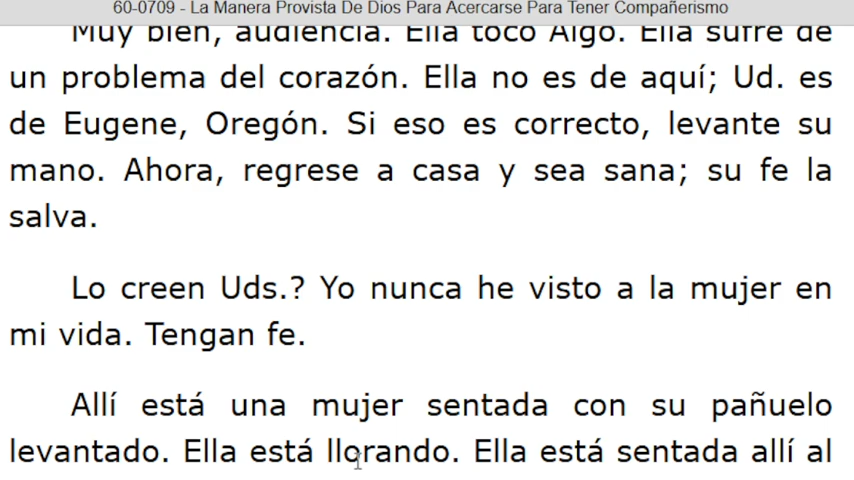 60-0709 - La Manera Provista De Dios Para Acercarse Para Tener Compañerismo
Muy bien, audiencia. Ella tocó Algo. Ella sufre de
un problema del corazón. Ella no es de aquí; Ud. es
de Eugene, Oregón. Si eso es correcto, levante su
mano. Ahora, regrese a casa y sea sana; su fe la
salva.
Lo creen Uds.? Yo nunca he visto a la mujer en
mi vida. Tengan fe.
Allí está una mujer sentada con su pañuelo
levantado. Ella está llorando. Ella está sentada allí al